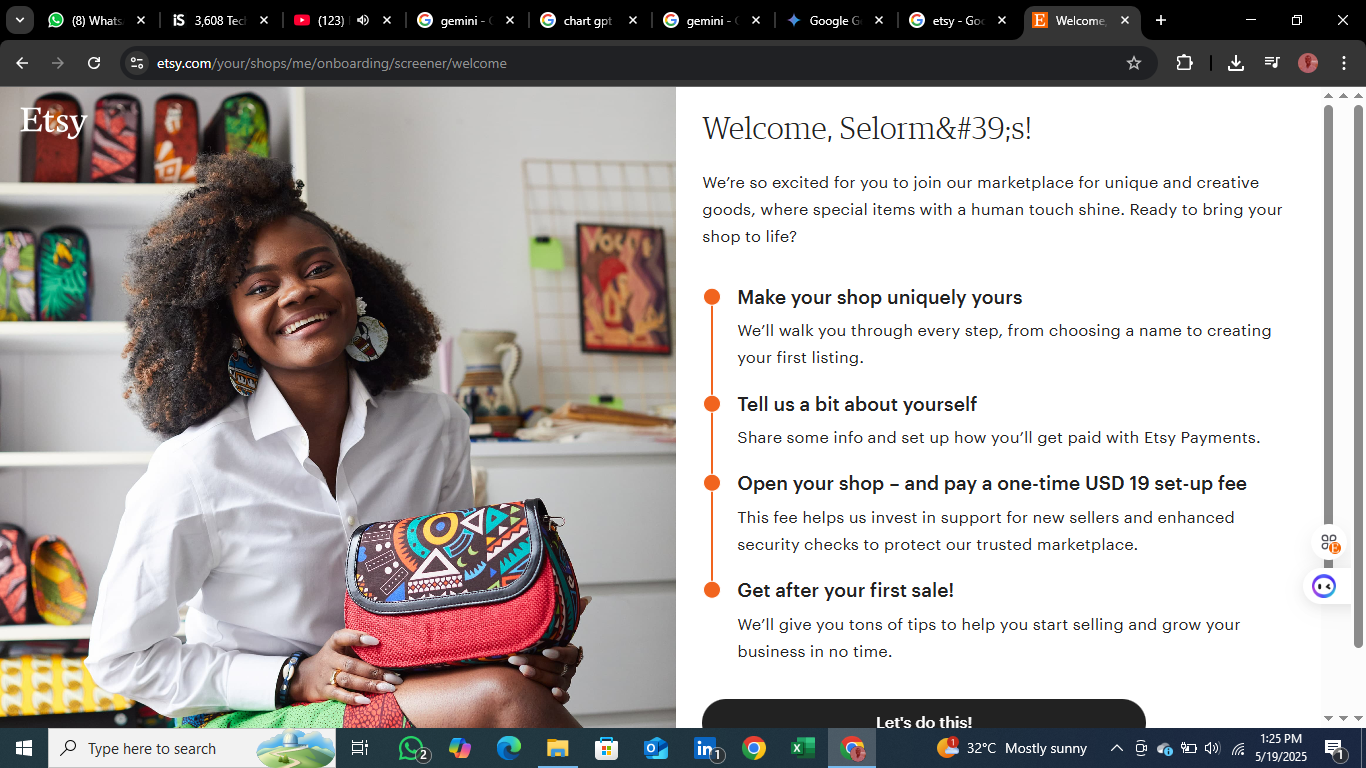 (8) Whats
3,608 Tec
(123)
gemini - G
chart gpt
gemini - G
Google G
etsy - Goo
Welcome,
etsy.com/your/shops/me/onboarding/screener/welcome
Etsy
Welcome, Selorm&#39;s!
We're so excited for you to join our marketplace for unique and creative
goods, where special items with a human touch shine. Ready to bring your
shop to life?
Make your shop uniquely yours
We'll walk you through every step, from choosing a name to creating
your first listing.
Tell us a bit about yourself
Share some info and set up how you'll get paid with Etsy Payments.
Open your shop – and pay a one-time USD 19 set-up fee
This fee helps us invest in support for new sellers and enhanced
security checks to protect our trusted marketplace.
Get after your first sale!
We'll give you tons of tips to help you start selling and grow your
business in no time.
Let's do this!
Type here to search
2
1
1
32°C Mostly sunny
1:25 PM
5/19/2025
1